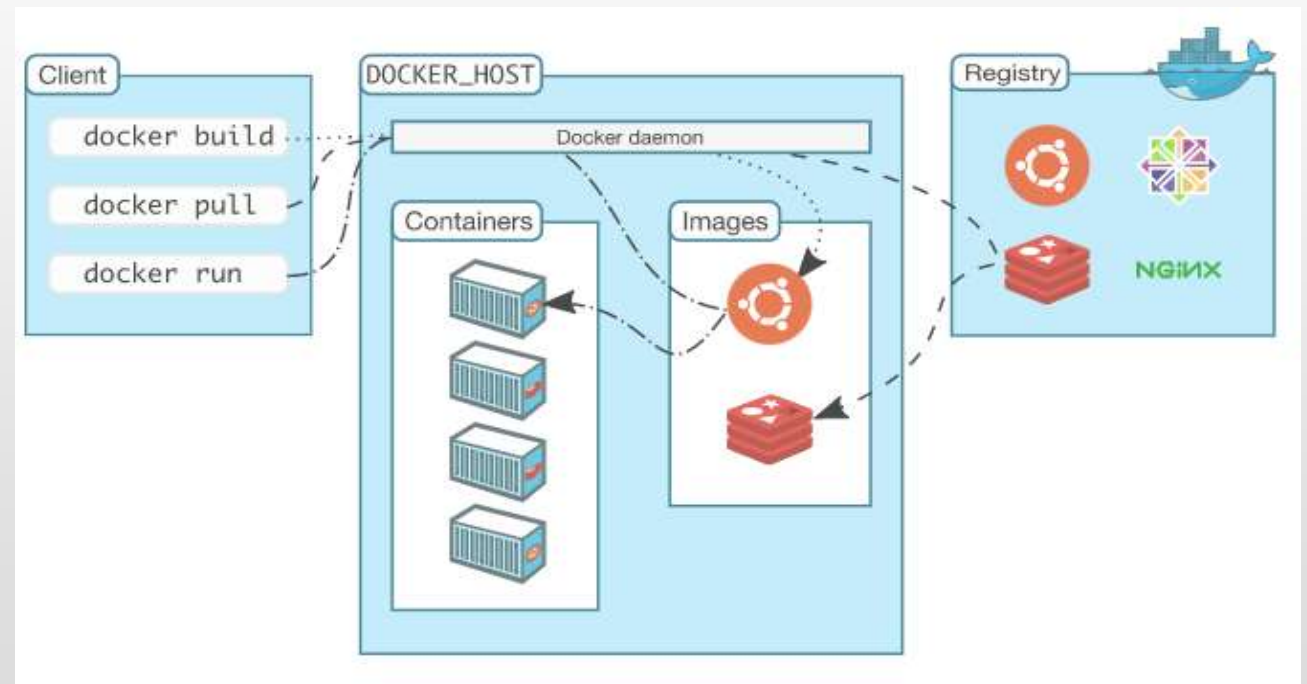 Client
docker build
docker pull
docker run
DOCKER_HOST
Docker daemon
Containers
Images
Registry
NGiNX